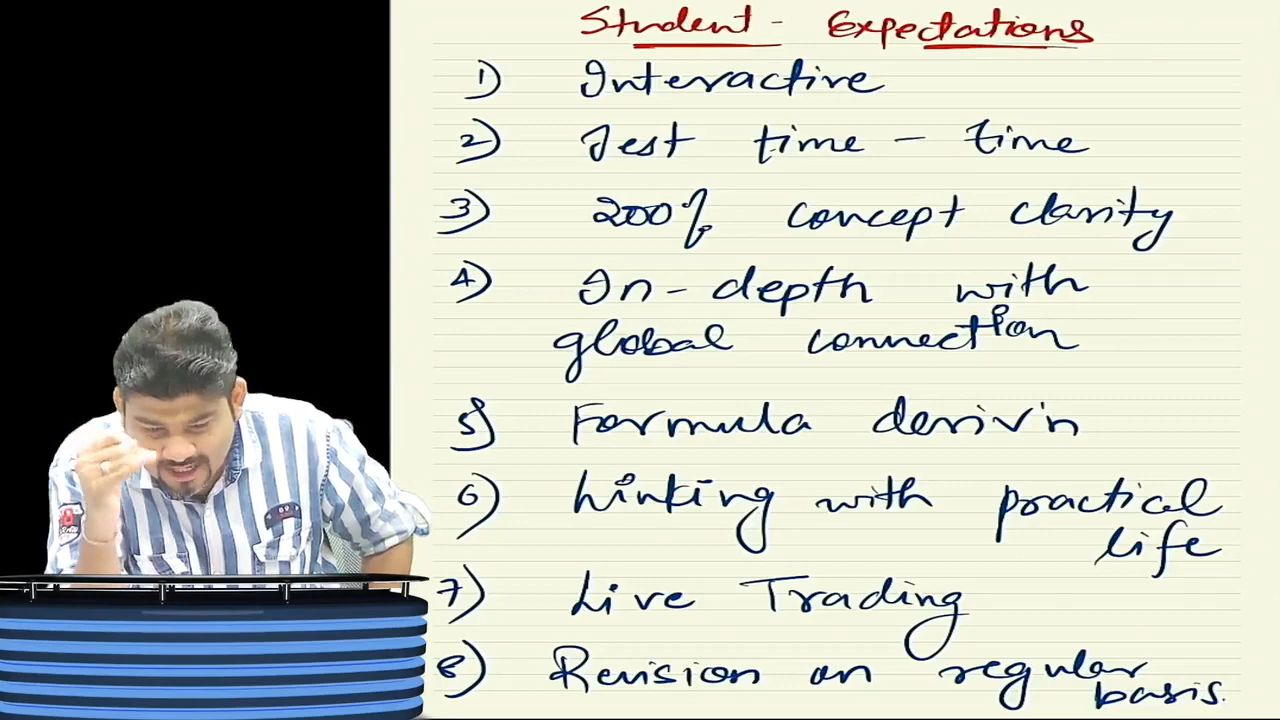 Student - Expectations
1) Interactive
2) Test time - time
3) 200% concept clarity
4) In-depth with
global connection
5) Formula deriv'n
6) Linking with practical
life
7) Live Trading
8) Revision on regular
basis.